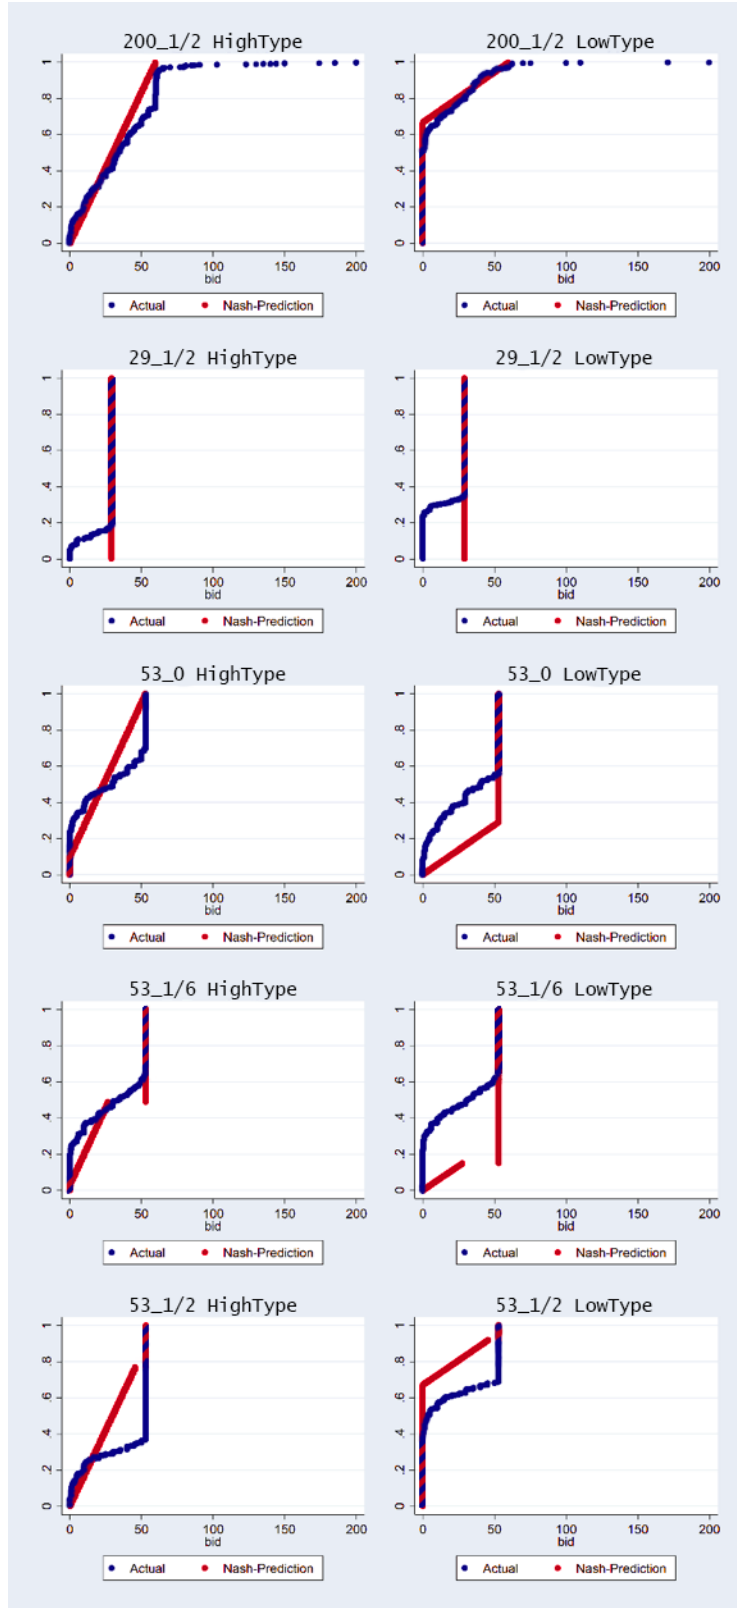 200_1/2 HighType 200_1/2 LowType
0 .2 .4 .6 .8 1 0 .2 .4 .6 .8 1
0 50 100 150 200 0 50 100 150 200
bid bid
Actual Nash-Prediction Actual Nash-Prediction
29_1/2 HighType 29_1/2 LowType
0 .2 .4 .6 .8 1 0 .2 .4 .6 .8 1
0 50 100 150 200 0 50 100 150 200
bid bid
Actual Nash-Prediction Actual Nash-Prediction
53_0 HighType 53_0 LowType
0 .2 .4 .6 .8 1 0 .2 .4 .6 .8 1
0 50 100 150 200 0 50 100 150 200
bid bid
Actual Nash-Prediction Actual Nash-Prediction
53_1/6 HighType 53_1/6 LowType
0 .2 .4 .6 .8 1 0 .2 .4 .6 .8 1
0 50 100 150 200 0 50 100 150 200
bid bid
Actual Nash-Prediction Actual Nash-Prediction
53_1/2 HighType 53_1/2 LowType
0 .2 .4 .6 .8 1 0 .2 .4 .6 .8 1
0 50 100 150 200 0 50 100 150 200
bid bid
Actual Nash-Prediction Actual Nash-Prediction